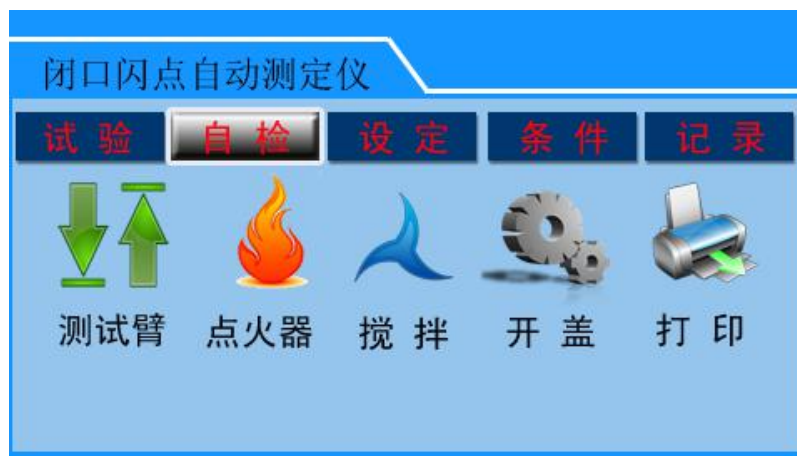 闭口闪点自动测定仪
试 验 自 检 设 定 条 件 记 录
测试臂 点火器 搅 拌 开 盖 打 印